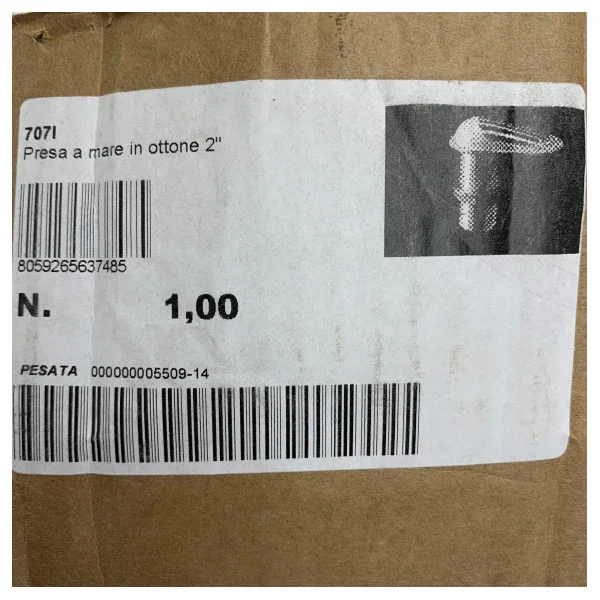 707I
Presa a mare in ottone 2"
8059265637485
N. 1,00
PESATA 000000005509-14